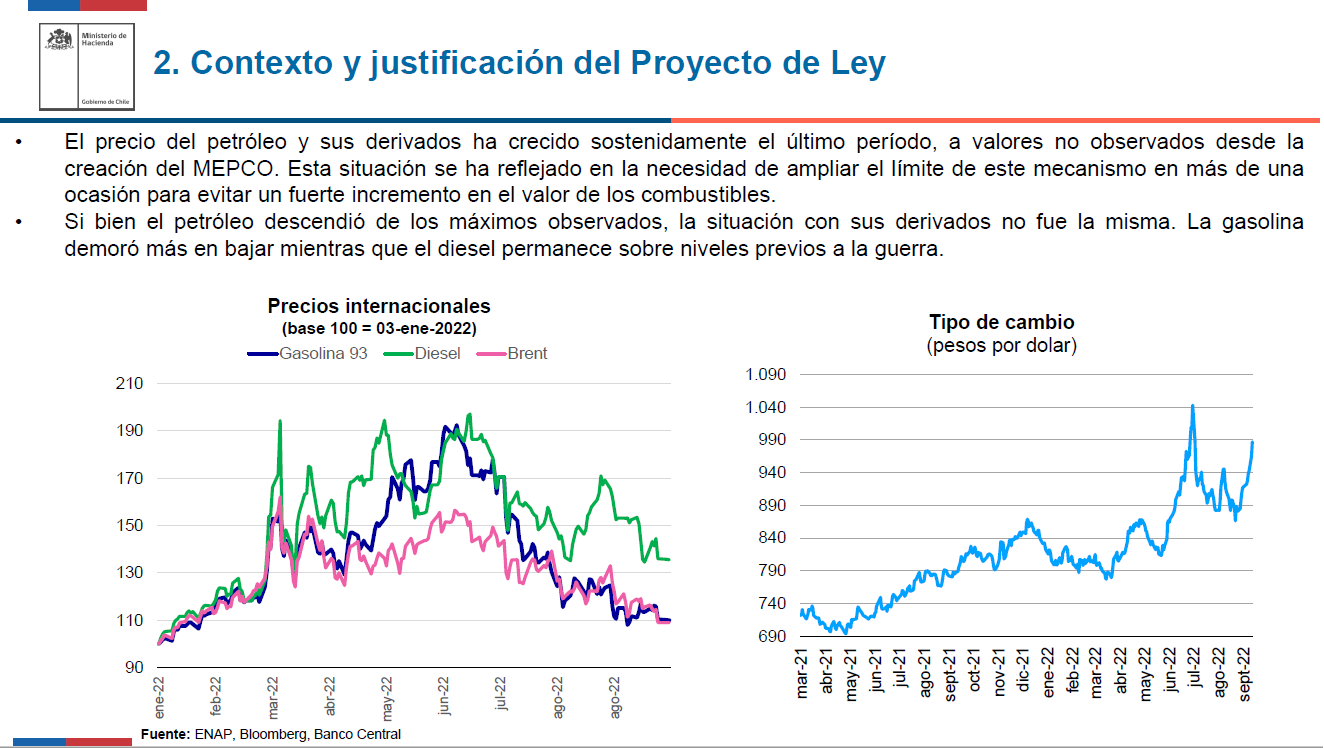 Ministerio de
Hacienda
Gobierno de Chile
2. Contexto y justificación del Proyecto de Ley
• El precio del petróleo y sus derivados ha crecido sostenidamente el último período, a valores no observados desde la
creación del MEPCO. Esta situación se ha reflejado en la necesidad de ampliar el límite de este mecanismo en más de una
ocasión para evitar un fuerte incremento en el valor de los combustibles.
• Si bien el petróleo descendió de los máximos observados, la situación con sus derivados no fue la misma. La gasolina
demoró más en bajar mientras que el diesel permanece sobre niveles previos a la guerra.
Precios internacionales
(base 100 = 03-ene-2022)
Gasolina 93 Diesel Brent
210
190
170
150
130
110
90
ene-22
feb-22
mar-22
abr-22
may-22
jun-22
jul-22
ago-22
ago-22
Tipo de cambio
(pesos por dolar)
1.090
1.040
990
940
890
840
790
740
690
mar-21
abr-21
may-21
jun-21
jul-21
ago-21
sept-21
oct-21
nov-21
dic-21
ene-22
feb-22
mar-22
abr-22
may-22
jun-22
jul-22
ago-22
sept-22
Fuente: ENAP, Bloomberg, Banco Central